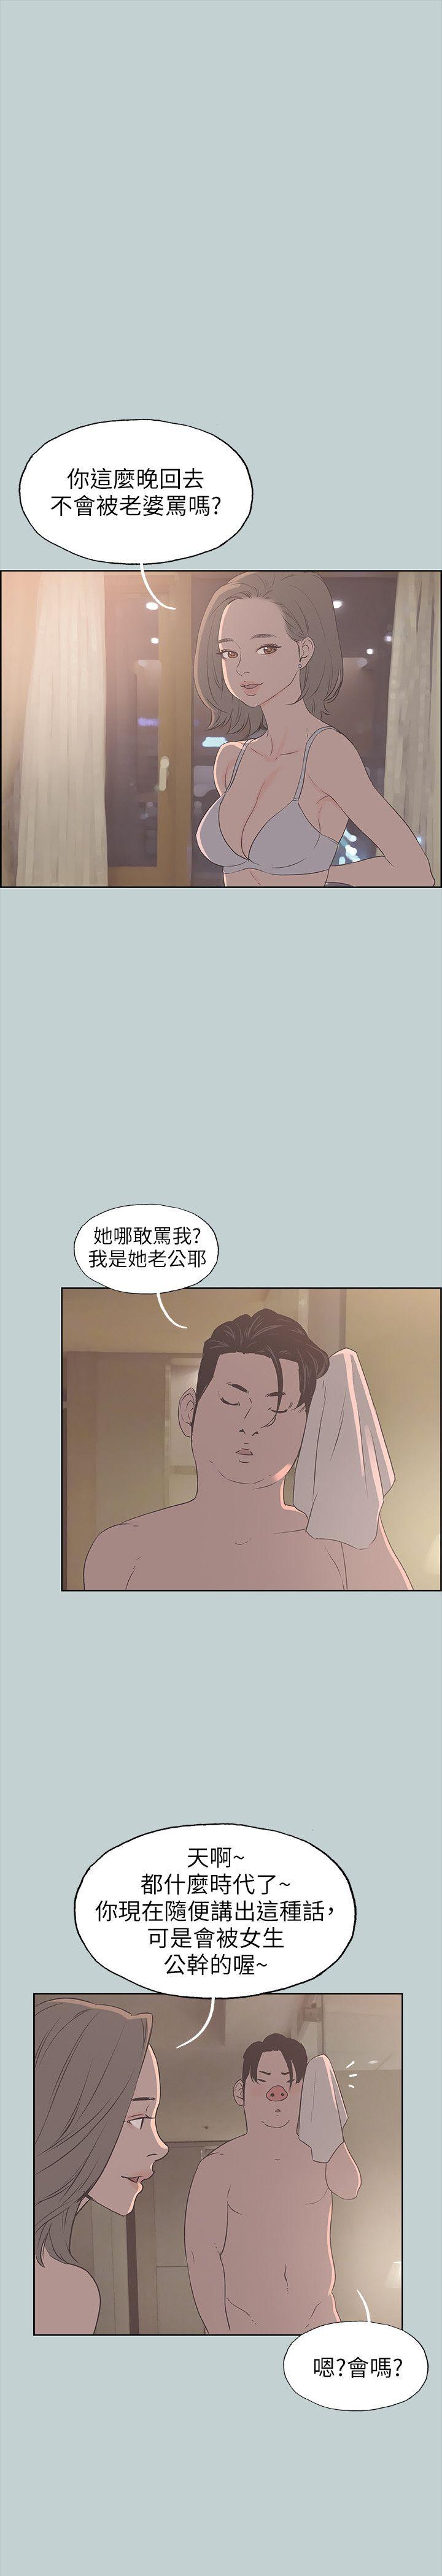 你這麼晚回去
不會被老婆罵嗎?
她哪敢罵我?
我是她老公耶
天啊~
都什麼時代了~
你現在隨便講出這種話,
可是會被女生
公幹的喔~
嗯?會嗎?